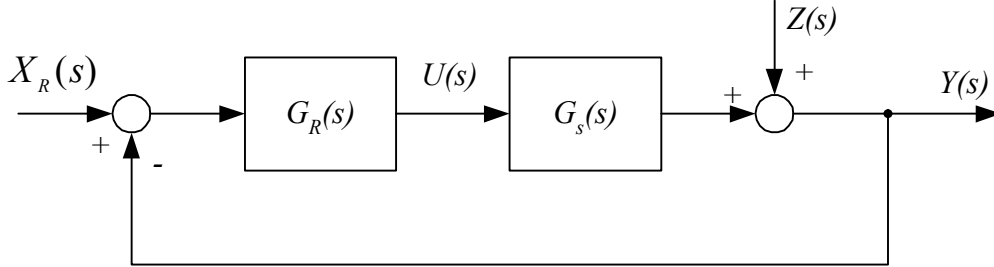 Z(s)
X_R(s)
+
U(s)
+
Y(s)
G_R(s)
G_s(s)
+
-